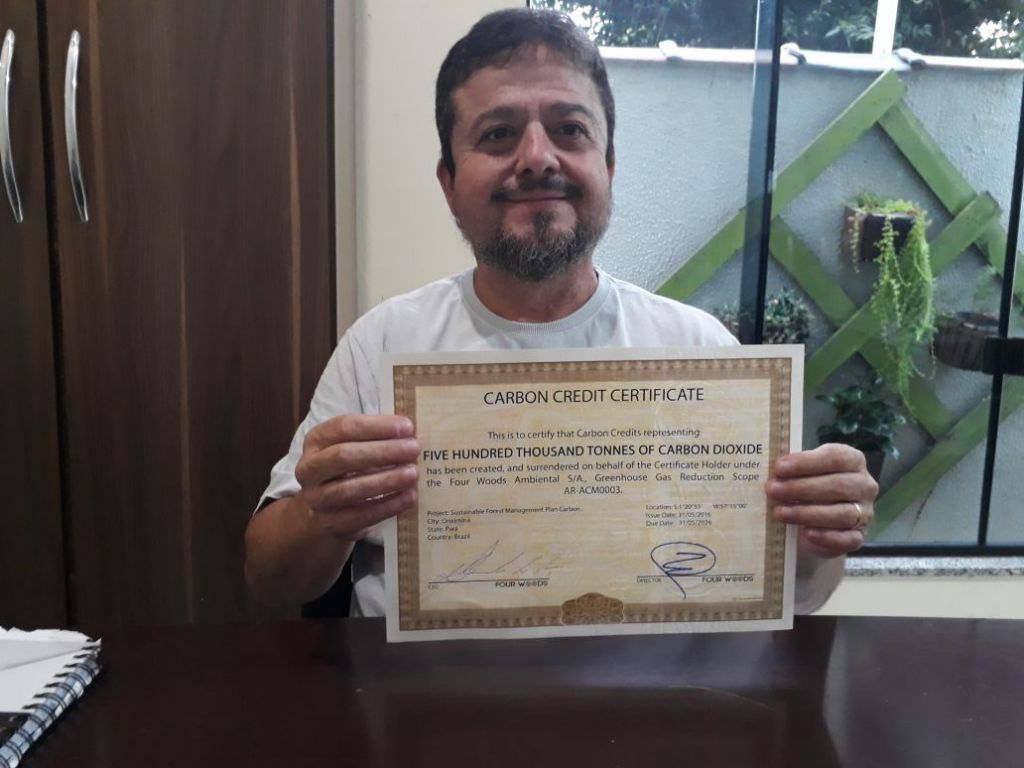 CARBON CREDIT CERTIFICATE
This is to certify that Carbon Credits representing
FIVE HUNDRED THOUSAND TONNES OF CARBON DIOXIDE
has been created, and surrendered on behalf of the Certificate Holder under
the Four Woods Ambiental S/A., Greenhouse Gas Reduction Scope
AR-ACM0003.
Project: Sustainable Forest Management Plan Carbon
City: Oriximiná
State: Pará
Country: Brazil
Location: S:1°20'53" W:57°15'00"
Issue Date: 31/05/2016
Due Date: 31/05/2036
CEO FOUR WOODS
DIRECTOR FOUR WOODS